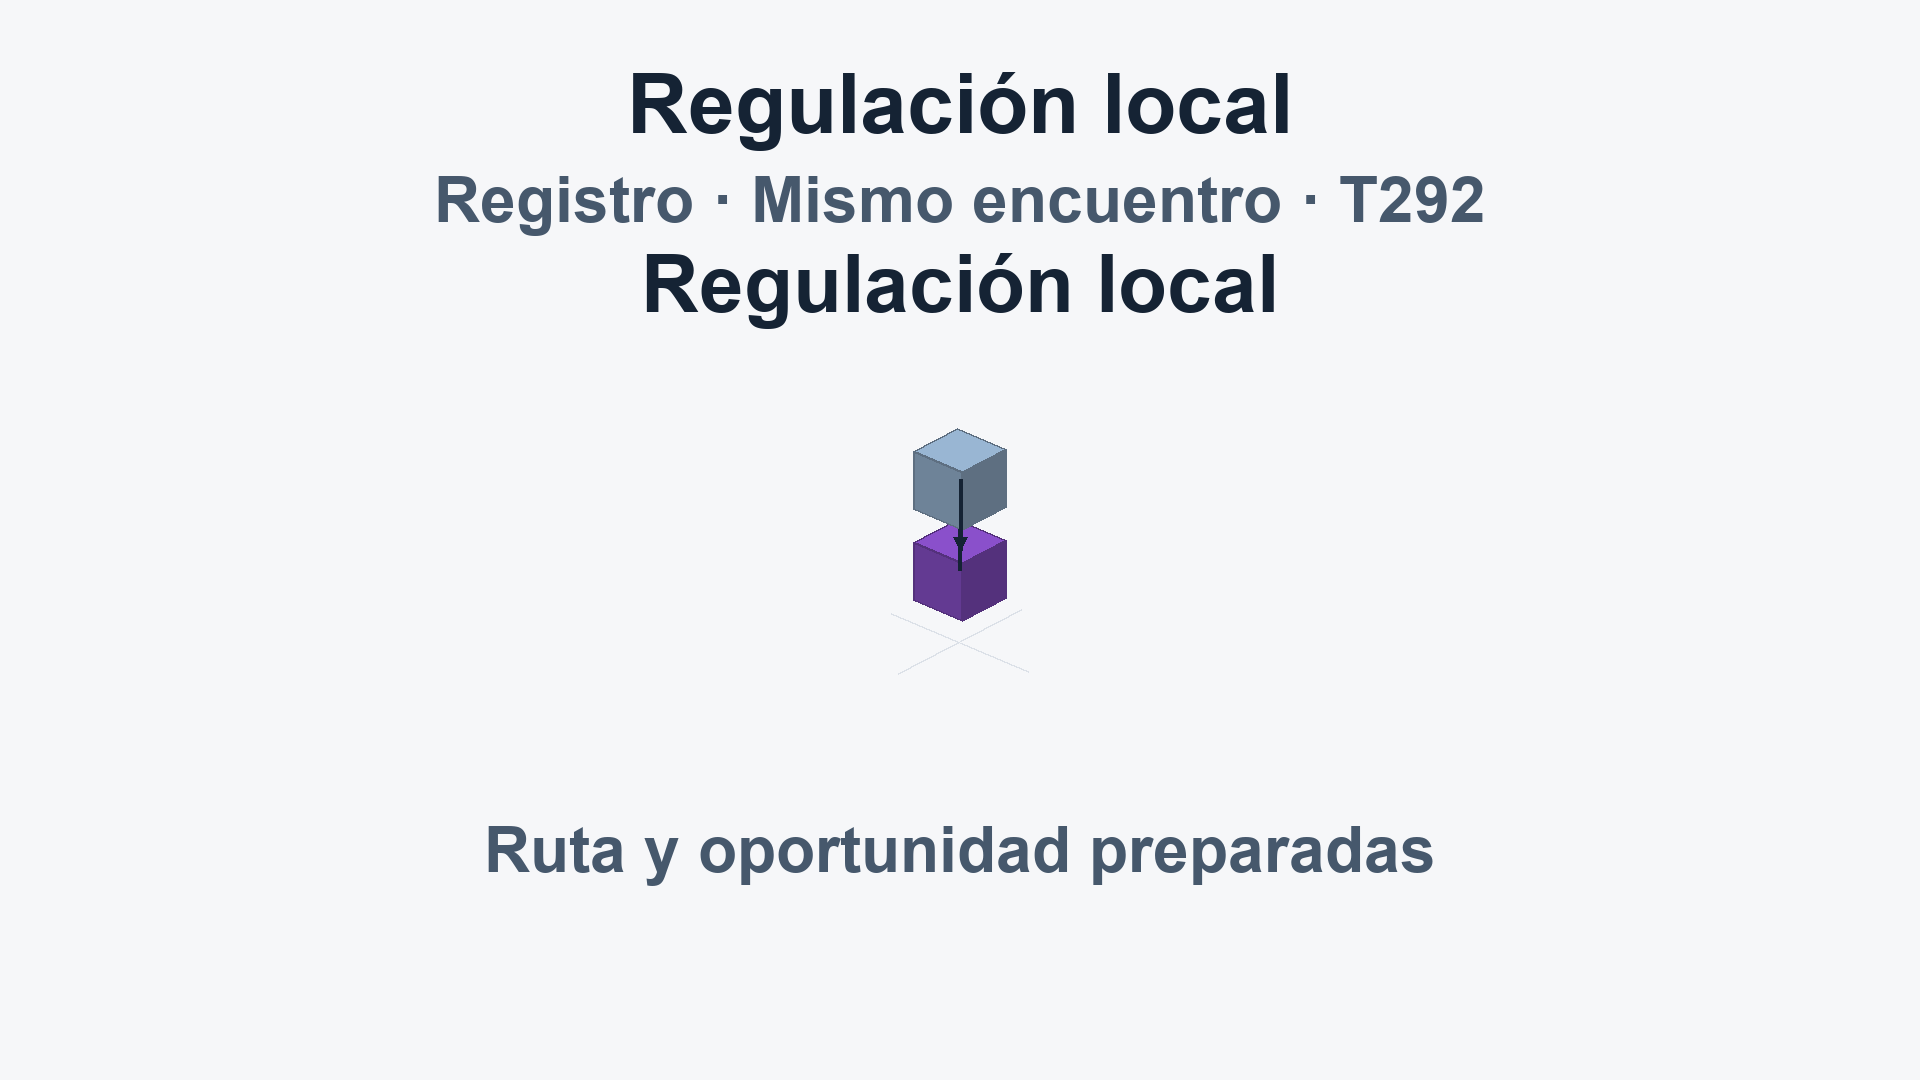 Regulación local
Registro · Mismo encuentro · T292
Regulación local
Ruta y oportunidad preparadas